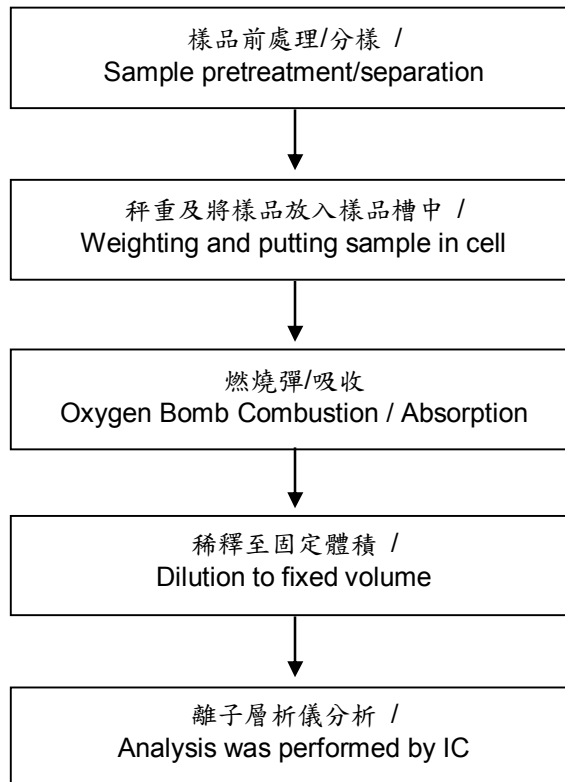 樣品前處理/分樣 /
Sample pretreatment/separation
秤重及將樣品放入樣品槽中 /
Weighting and putting sample in cell
燃燒彈/吸收
Oxygen Bomb Combustion / Absorption
稀釋至固定體積 /
Dilution to fixed volume
離子層析儀分析 /
Analysis was performed by IC